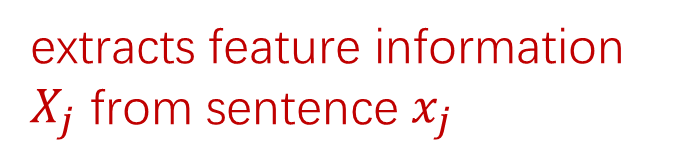 extracts feature information
Xⱼ from sentence xⱼ